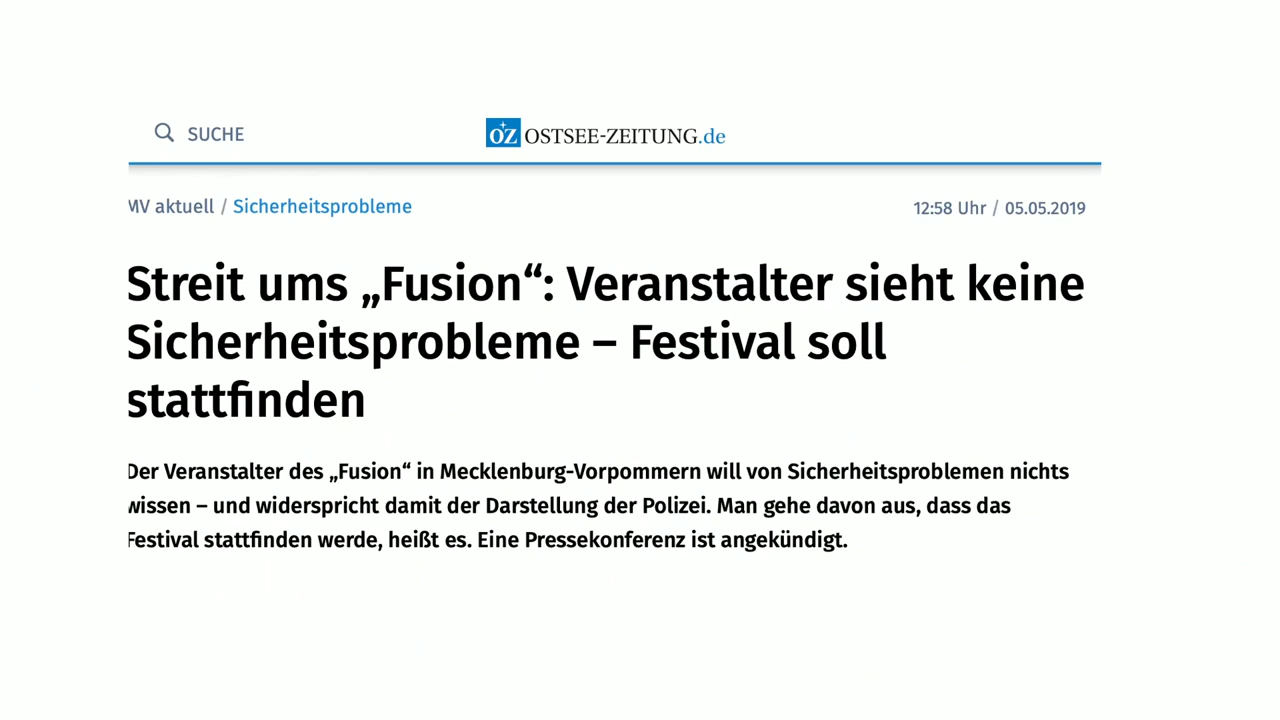 SUCHE
OZ OSTSEE-ZEITUNG.de
MV aktuell / Sicherheitsprobleme
12:58 Uhr / 05.05.2019
Streit ums „Fusion“: Veranstalter sieht keine
Sicherheitsprobleme – Festival soll
stattfinden
Der Veranstalter des „Fusion“ in Mecklenburg-Vorpommern will von Sicherheitsproblemen nichts
wissen – und widerspricht damit der Darstellung der Polizei. Man gehe davon aus, dass das
Festival stattfinden werde, heißt es. Eine Pressekonferenz ist angekündigt.